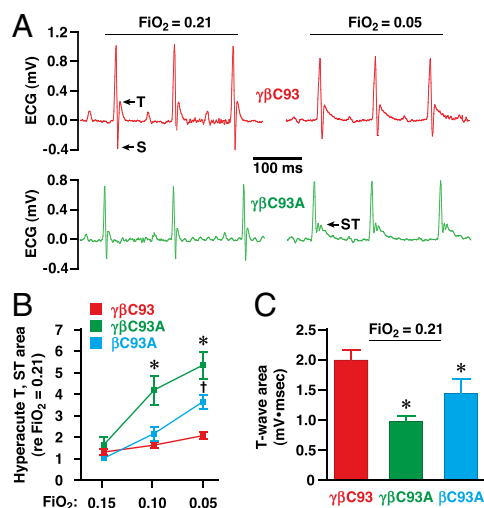 A
FiO2 = 0.21
FiO2 = 0.05
ECG (mV)
1.2
0.8
0.4
0.0
-0.4
T
S
γβC93
100 ms
ECG (mV)
0.8
0.4
0.0
-0.4
γβC93A
ST
B
γβC93
γβC93A
βC93A
Hyperacute T, ST area
(re FiO2 = 0.21)
7
6
5
4
3
2
1
0
*
*
†
FiO2: 0.15 0.10 0.05
C
FiO2 = 0.21
T-wave area
(mV•msec)
2.5
2.0
1.5
1.0
0.5
0
*
*
γβC93 γβC93A βC93A